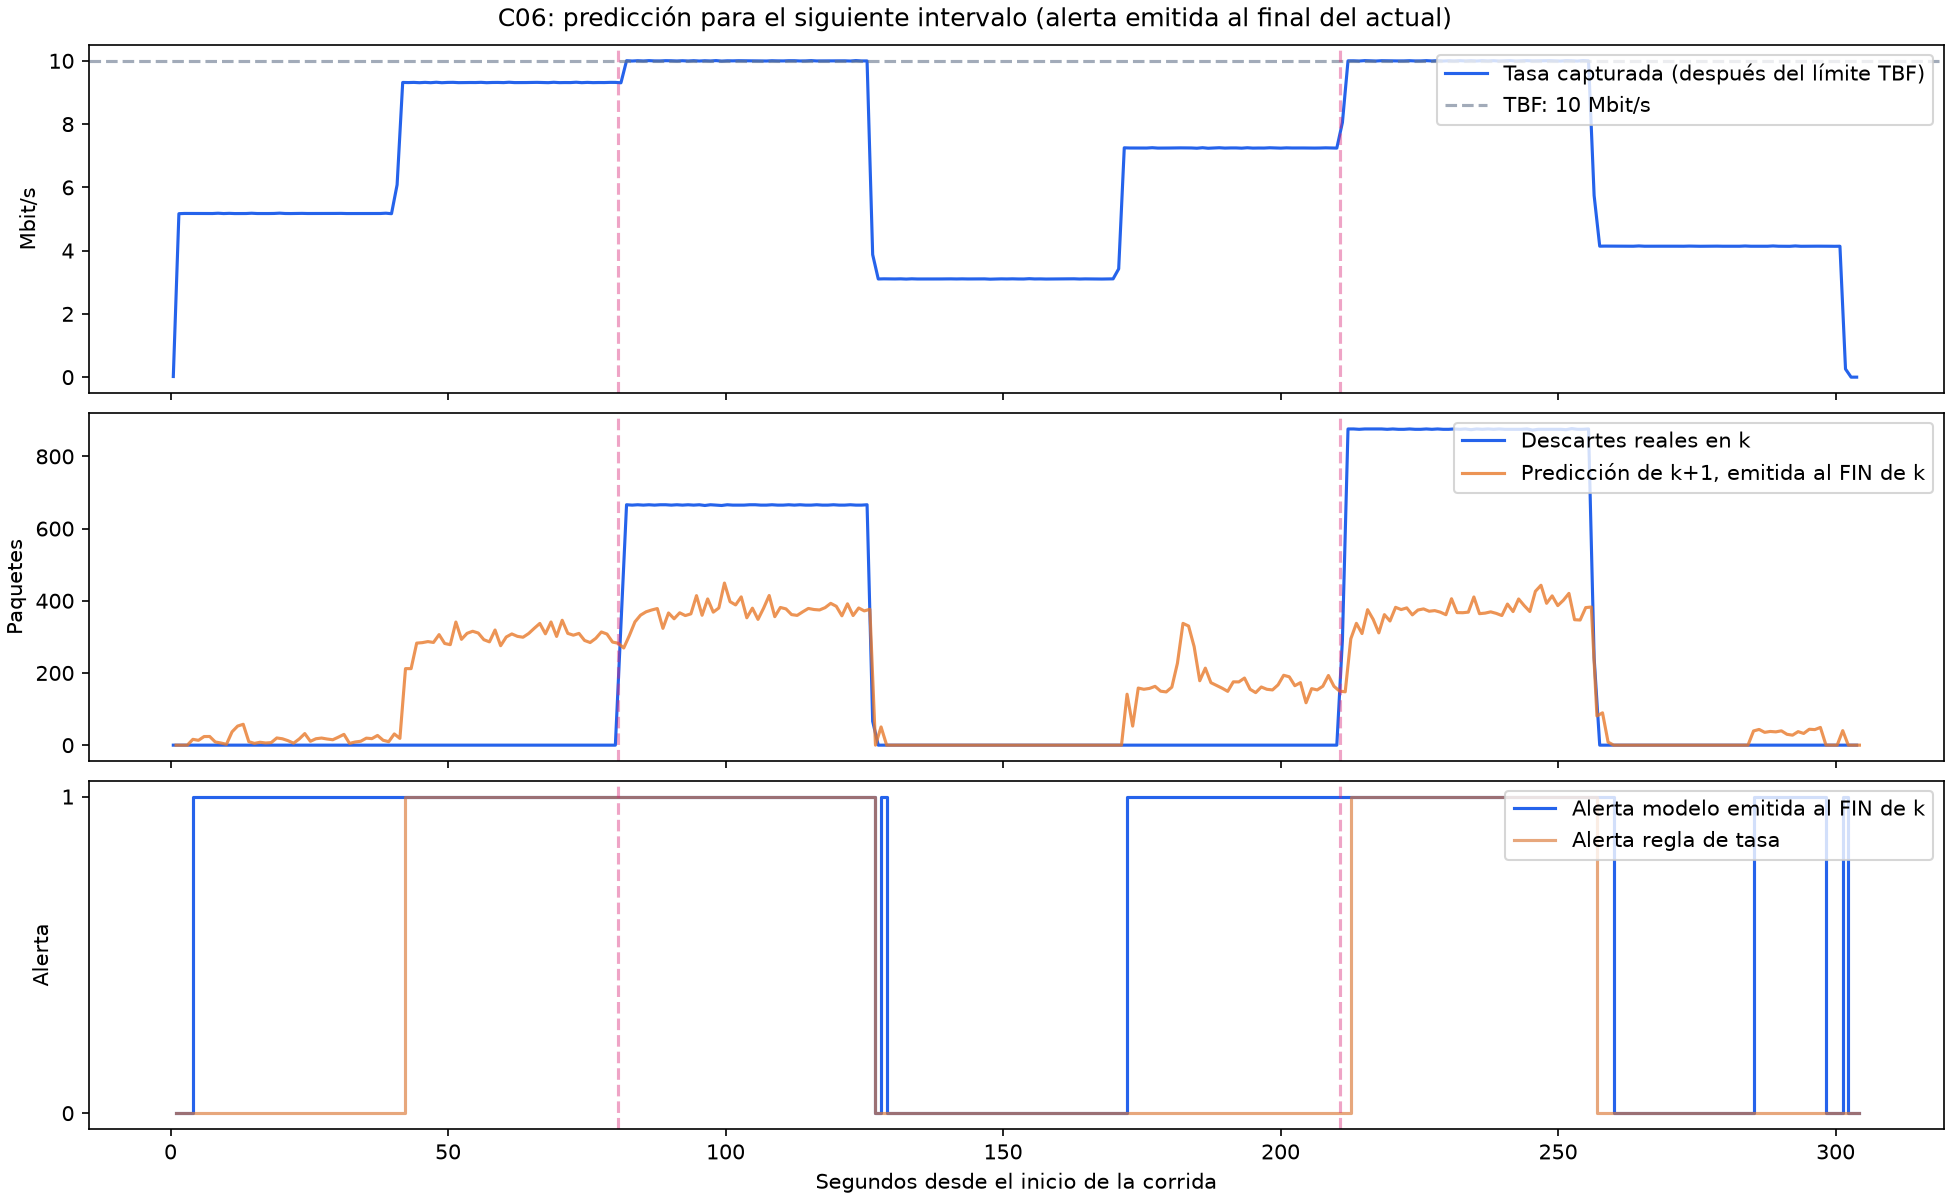 C06: predicción para el siguiente intervalo (alerta emitida al final del actual)
10
8
6
4
2
0
Mbit/s
Tasa capturada (después del límite TBF)
TBF: 10 Mbit/s
800
600
400
200
0
Paquetes
Descartes reales en k
Predicción de k+1, emitida al FIN de k
1
0
Alerta
Alerta modelo emitida al FIN de k
Alerta regla de tasa
0
50
100
150
200
250
300
Segundos desde el inicio de la corrida